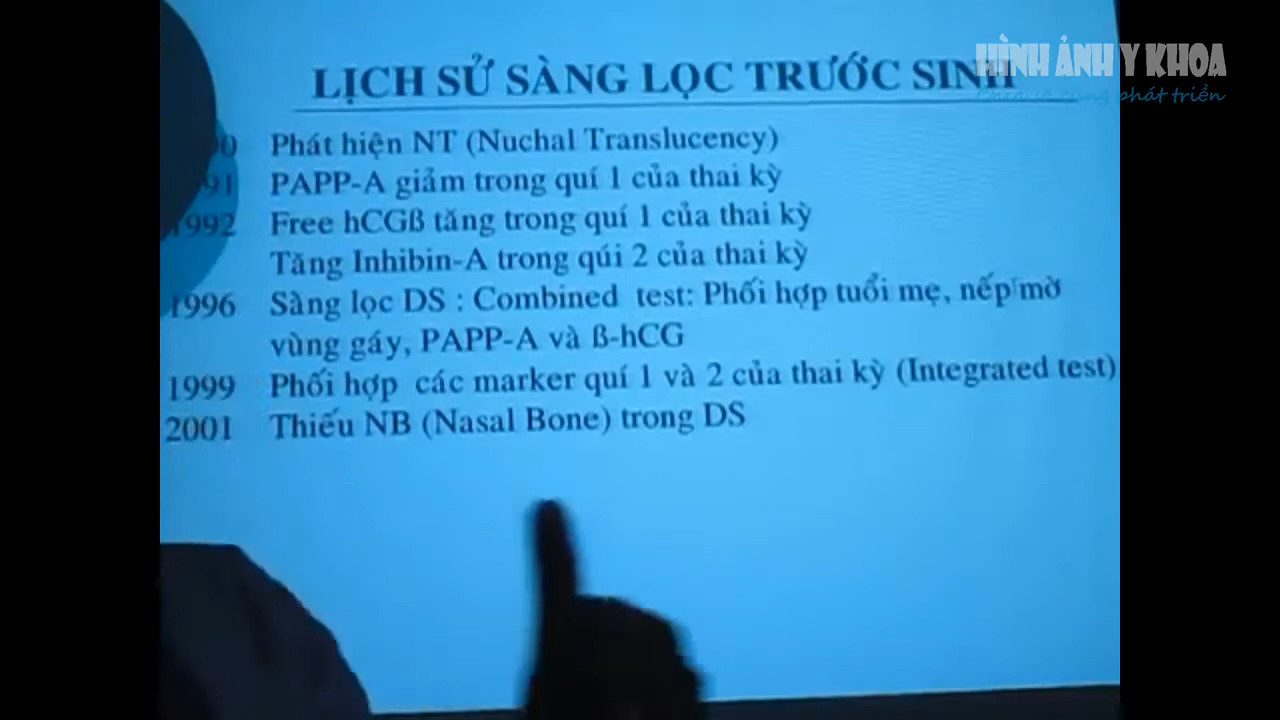 HÌNH ẢNH Y KHOA
phát triển
LỊCH SỬ SÀNG LỌC TRƯỚC SINH
Phát hiện NT (Nuchal Translucency)
91 PAPP-A giảm trong quí 1 của thai kỳ
1992 Free hCGß tăng trong quí 1 của thai kỳ
Tăng Inhibin-A trong qúi 2 của thai kỳ
1996 Sàng lọc DS : Combined test: Phối hợp tuổi mẹ, nếp mờ
vùng gáy, PAPP-A và ß-hCG
1999 Phối hợp các marker quí 1 và 2 của thai kỳ (Integrated test)
2001 Thiếu NB (Nasal Bone) trong DS